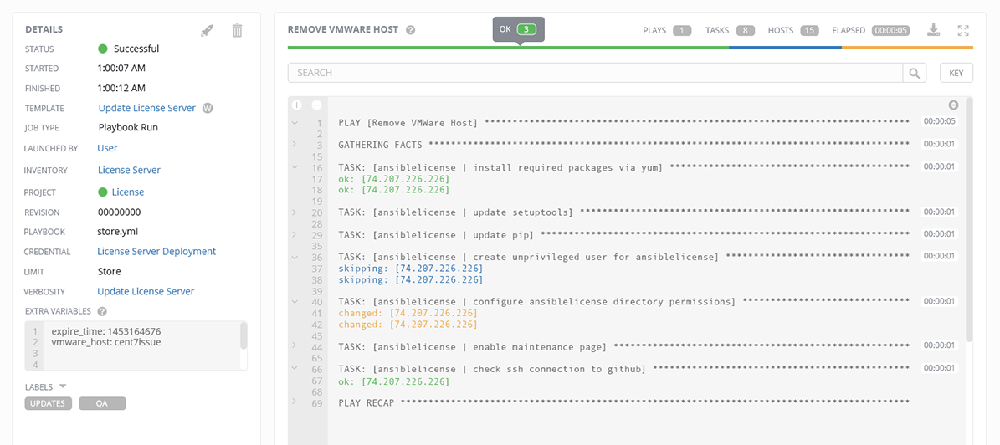 DETAILS
STATUS Successful
STARTED 1:00:07 AM
FINISHED 1:00:12 AM
TEMPLATE Update License Server W
JOB TYPE Playbook Run
LAUNCHED BY User
INVENTORY License Server
PROJECT License
REVISION 00000000
PLAYBOOK store.yml
CREDENTIAL License Server Deployment
LIMIT Store
VERBOSITY Update License Server
EXTRA VARIABLES ?
1 expire_time: 1453164676
2 vmware_host: cent7issue
3
4
LABELS
UPDATES QA
REMOVE VMWARE HOST ? OK 3 PLAYS 1 TASKS 8 HOSTS 15 ELAPSED 00:00:05
SEARCH KEY
1 PLAY [Remove VMWare Host] ***************************************************************************** 00:00:05
2
3 GATHERING FACTS *************************************************************************************** 00:00:01
15
16 TASK: [ansiblelicense | install required packages via yum] ******************************************** 00:00:01
17 ok: [74.207.226.226]
18 ok: [74.207.226.226]
19
20 TASK: [ansiblelicense | update setuptools] ************************************************************ 00:00:01
28
29 TASK: [ansiblelicense | update pip] ******************************************************************* 00:00:01
35
36 TASK: [ansiblelicense | create unprivileged user for ansiblelicense] ********************************** 00:00:01
37 skipping: [74.207.226.226]
38 skipping: [74.207.226.226]
39
40 TASK: [ansiblelicense | configure ansiblelicense directory permissions] ******************************* 00:00:01
41 changed: [74.207.226.226]
42 changed: [74.207.226.226]
43
44 TASK: [ansiblelicense | enable maintenance page] ****************************************************** 00:00:01
65
66 TASK: [ansiblelicense | check ssh connection to github] *********************************************** 00:00:01
67 ok: [74.207.226.226]
68
69 PLAY RECAP ********************************************************************************************